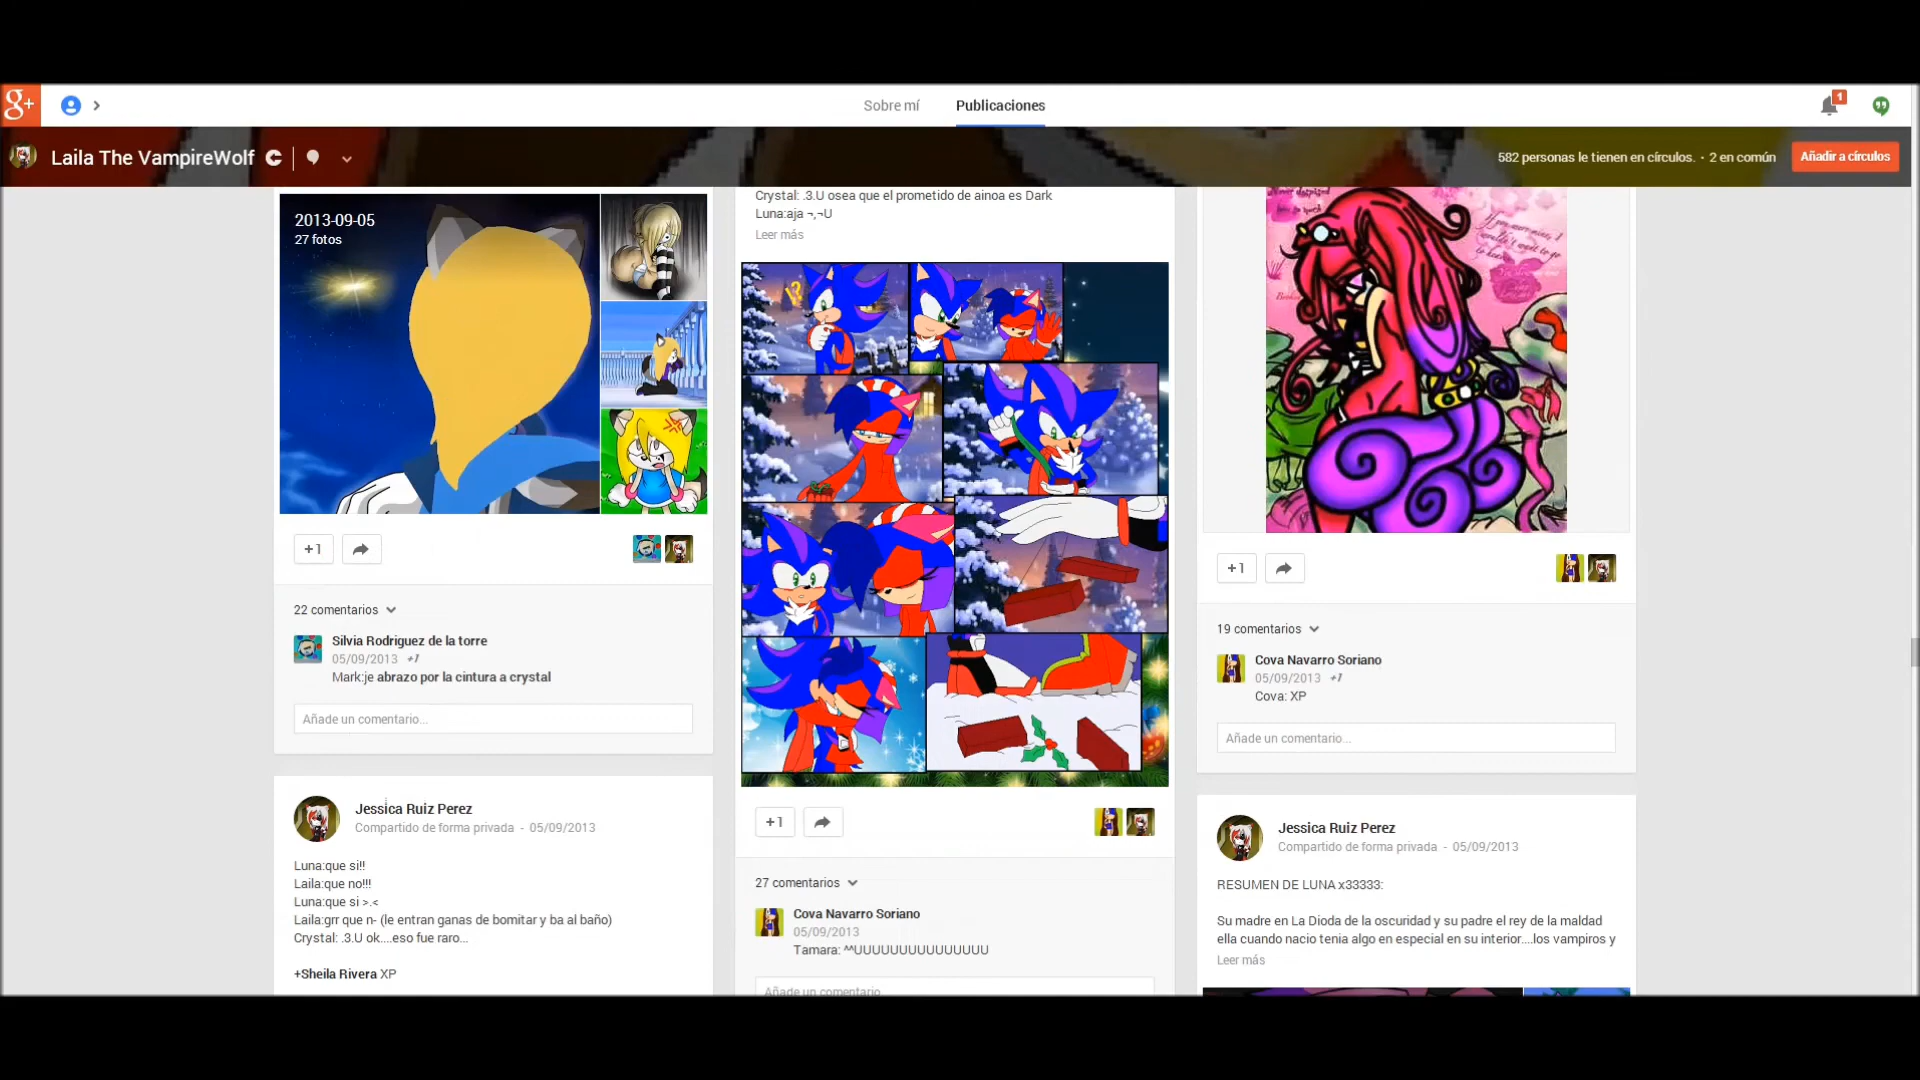 g+
Sobre mí
Publicaciones
1
Laila The VampireWolf
582 personas le tienen en círculos. · 2 en común
Añadir a círculos
2013-09-05
27 fotos
+1
22 comentarios
Silvia Rodriguez de la torre
05/09/2013 +1
Mark:je abrazo por la cintura a crystal
Añade un comentario...
Jessica Ruiz Perez
Compartido de forma privada - 05/09/2013
Luna:que si!!
Laila:que no!!!
Luna:que si >.<
Laila:grr que n- (le entran ganas de bomitar y ba al baño)
Crystal: .3.U ok....eso fue raro...
+Sheila Rivera XP
Crystal: .3.U osea que el prometido de ainoa es Dark
Luna:aja ¬,¬U
Leer más
+1
27 comentarios
Cova Navarro Soriano
05/09/2013
Tamara: ^^UUUUUUUUUUUUUUU
Añade un comentario
+1
19 comentarios
Cova Navarro Soriano
05/09/2013 +1
Cova: XP
Añade un comentario...
Jessica Ruiz Perez
Compartido de forma privada - 05/09/2013
RESUMEN DE LUNA x33333:
Su madre en La Dioda de la oscuridad y su padre el rey de la maldad
ella cuando nacio tenia algo en especial en su interior....los vampiros y
Leer más